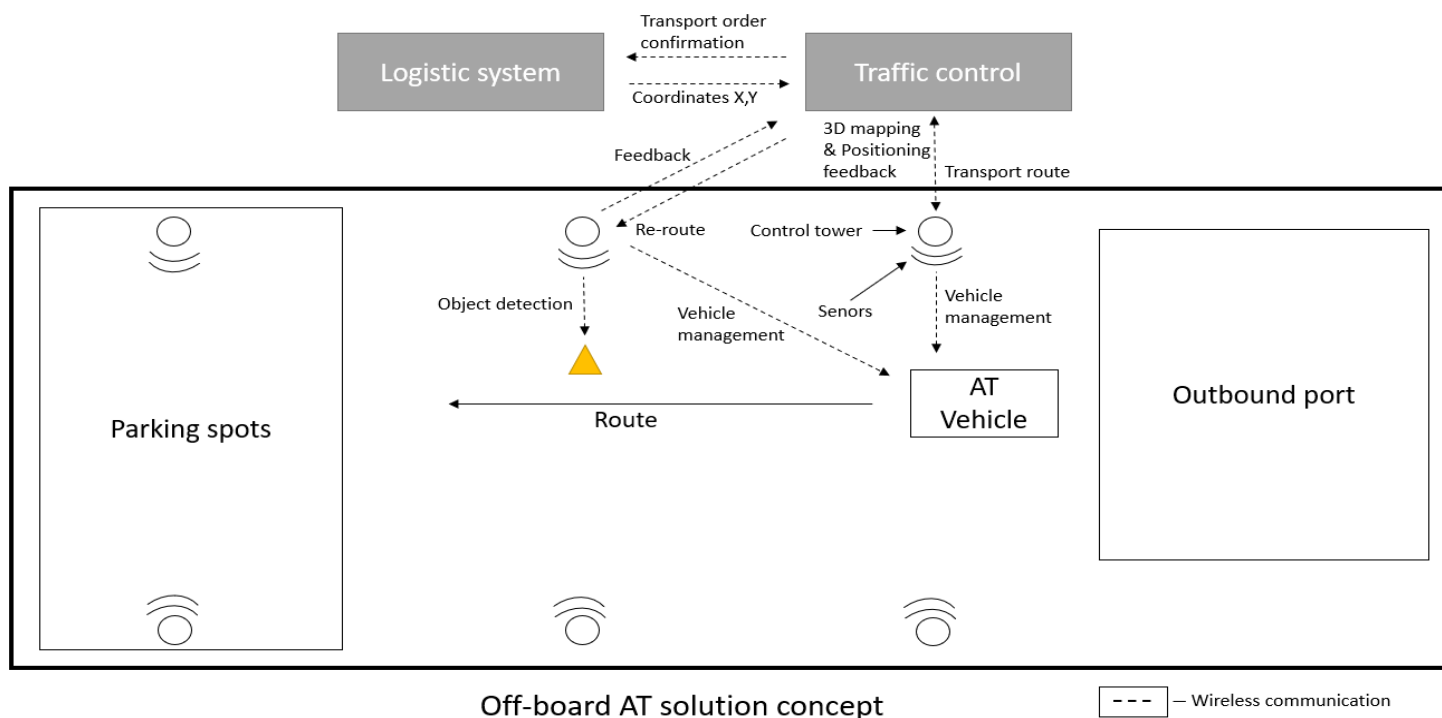 Transport order
confirmation
Logistic system
Traffic control
Coordinates X,Y
3D mapping
& Positioning
feedback
Feedback
Transport route
Re-route
Control tower
Object detection
Vehicle
management
Senors
Vehicle
management
AT
Vehicle
Outbound port
Parking spots
Route
Off-board AT solution concept
– Wireless communication